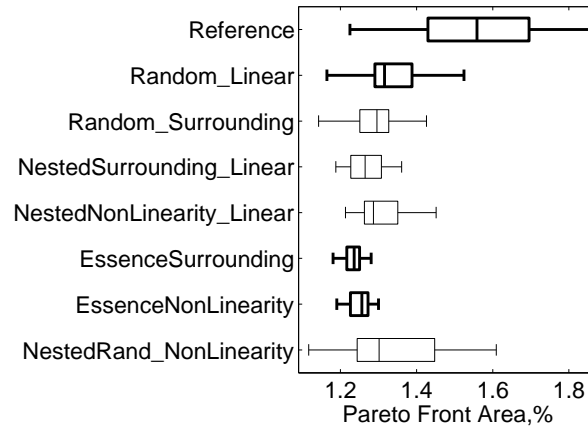 Reference
Random_Linear
Random_Surrounding
NestedSurrounding_Linear
NestedNonLinearity_Linear
EssenceSurrounding
EssenceNonLinearity
NestedRand_NonLinearity
1.2 1.4 1.6 1.8
Pareto Front Area,%